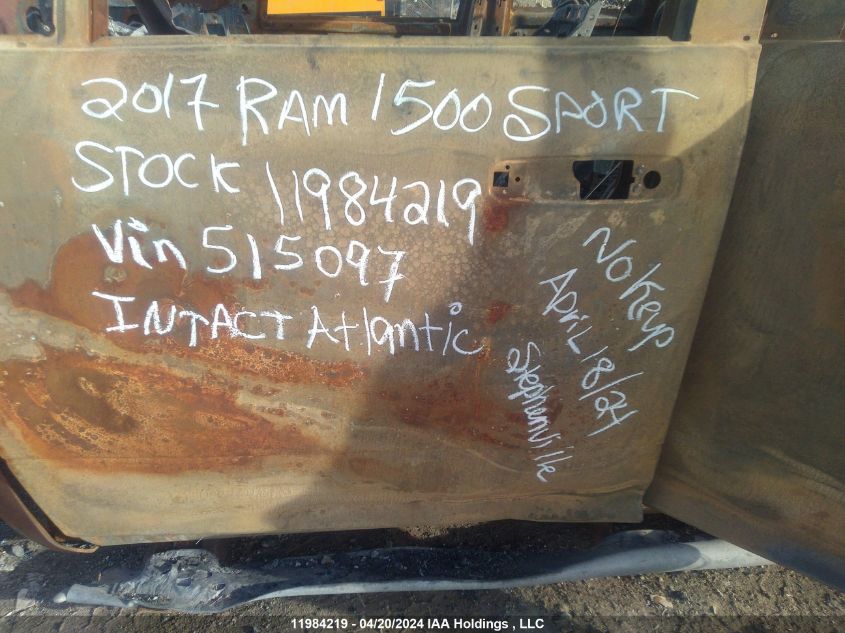 2017 RAM 1500 SPORT
STOCK 11984219
Vin 515097
INTACT Atlantic
No Keys
April 18/24
Stephenville
11984219 - 04/20/2024 IAA Holdings , LLC